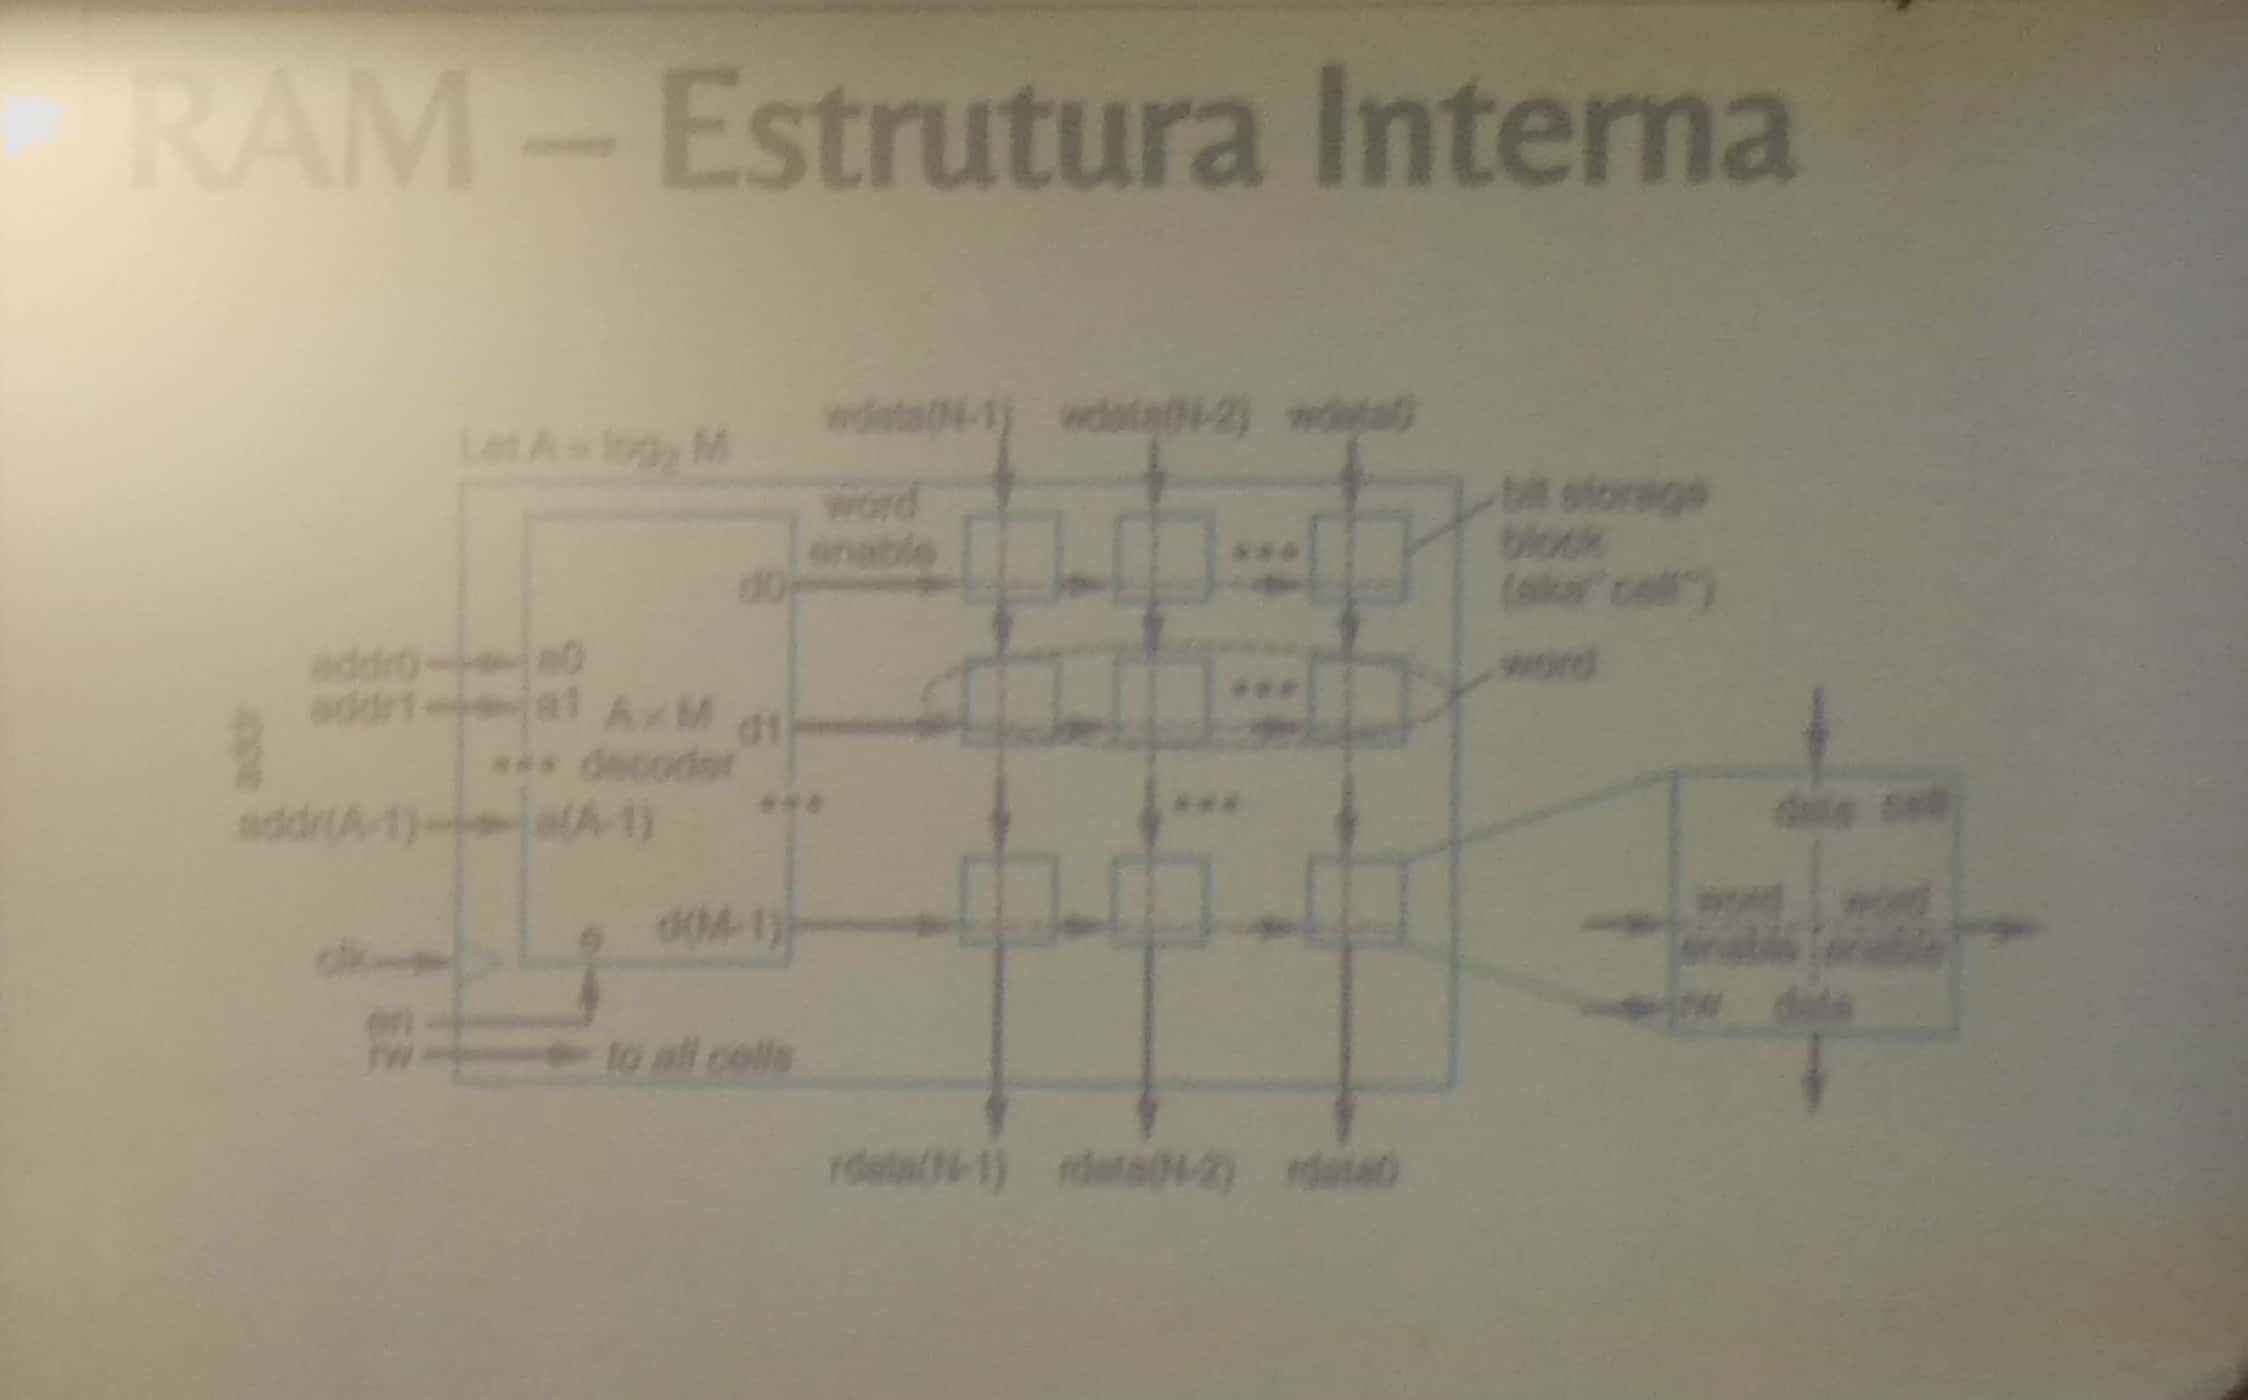 RAM – Estrutura Interna
wdata(N-1) wdata(N-2) wdata0
Let A = log₂ M
word
enable
bit storage
block
(aka "cell")
d0
word
addr0 a0
addr1 a1 A×M d1
addr
••• decoder
•••
•••
•••
•••
addr(A-1) a(A-1)
data cell
word word
enable enable
rw data
d(M-1)
clk e
en
rw to all cells
rdata(N-1) rdata(N-2) rdata0